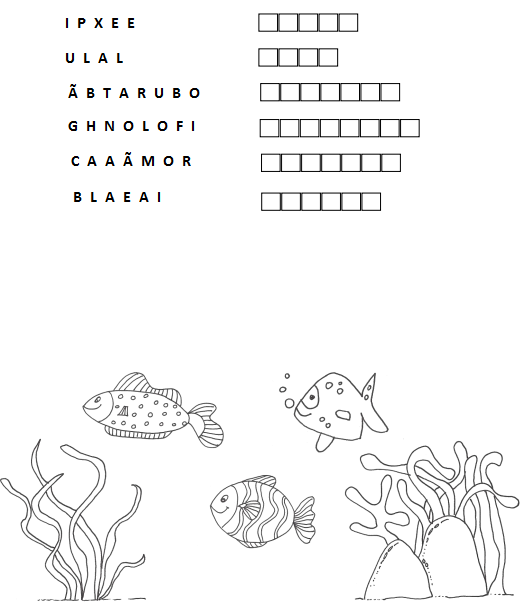 I P X E E
U L A L
Ã B T A R U B O
G H N O L O F I
C A A Ã M O R
B L A E A I